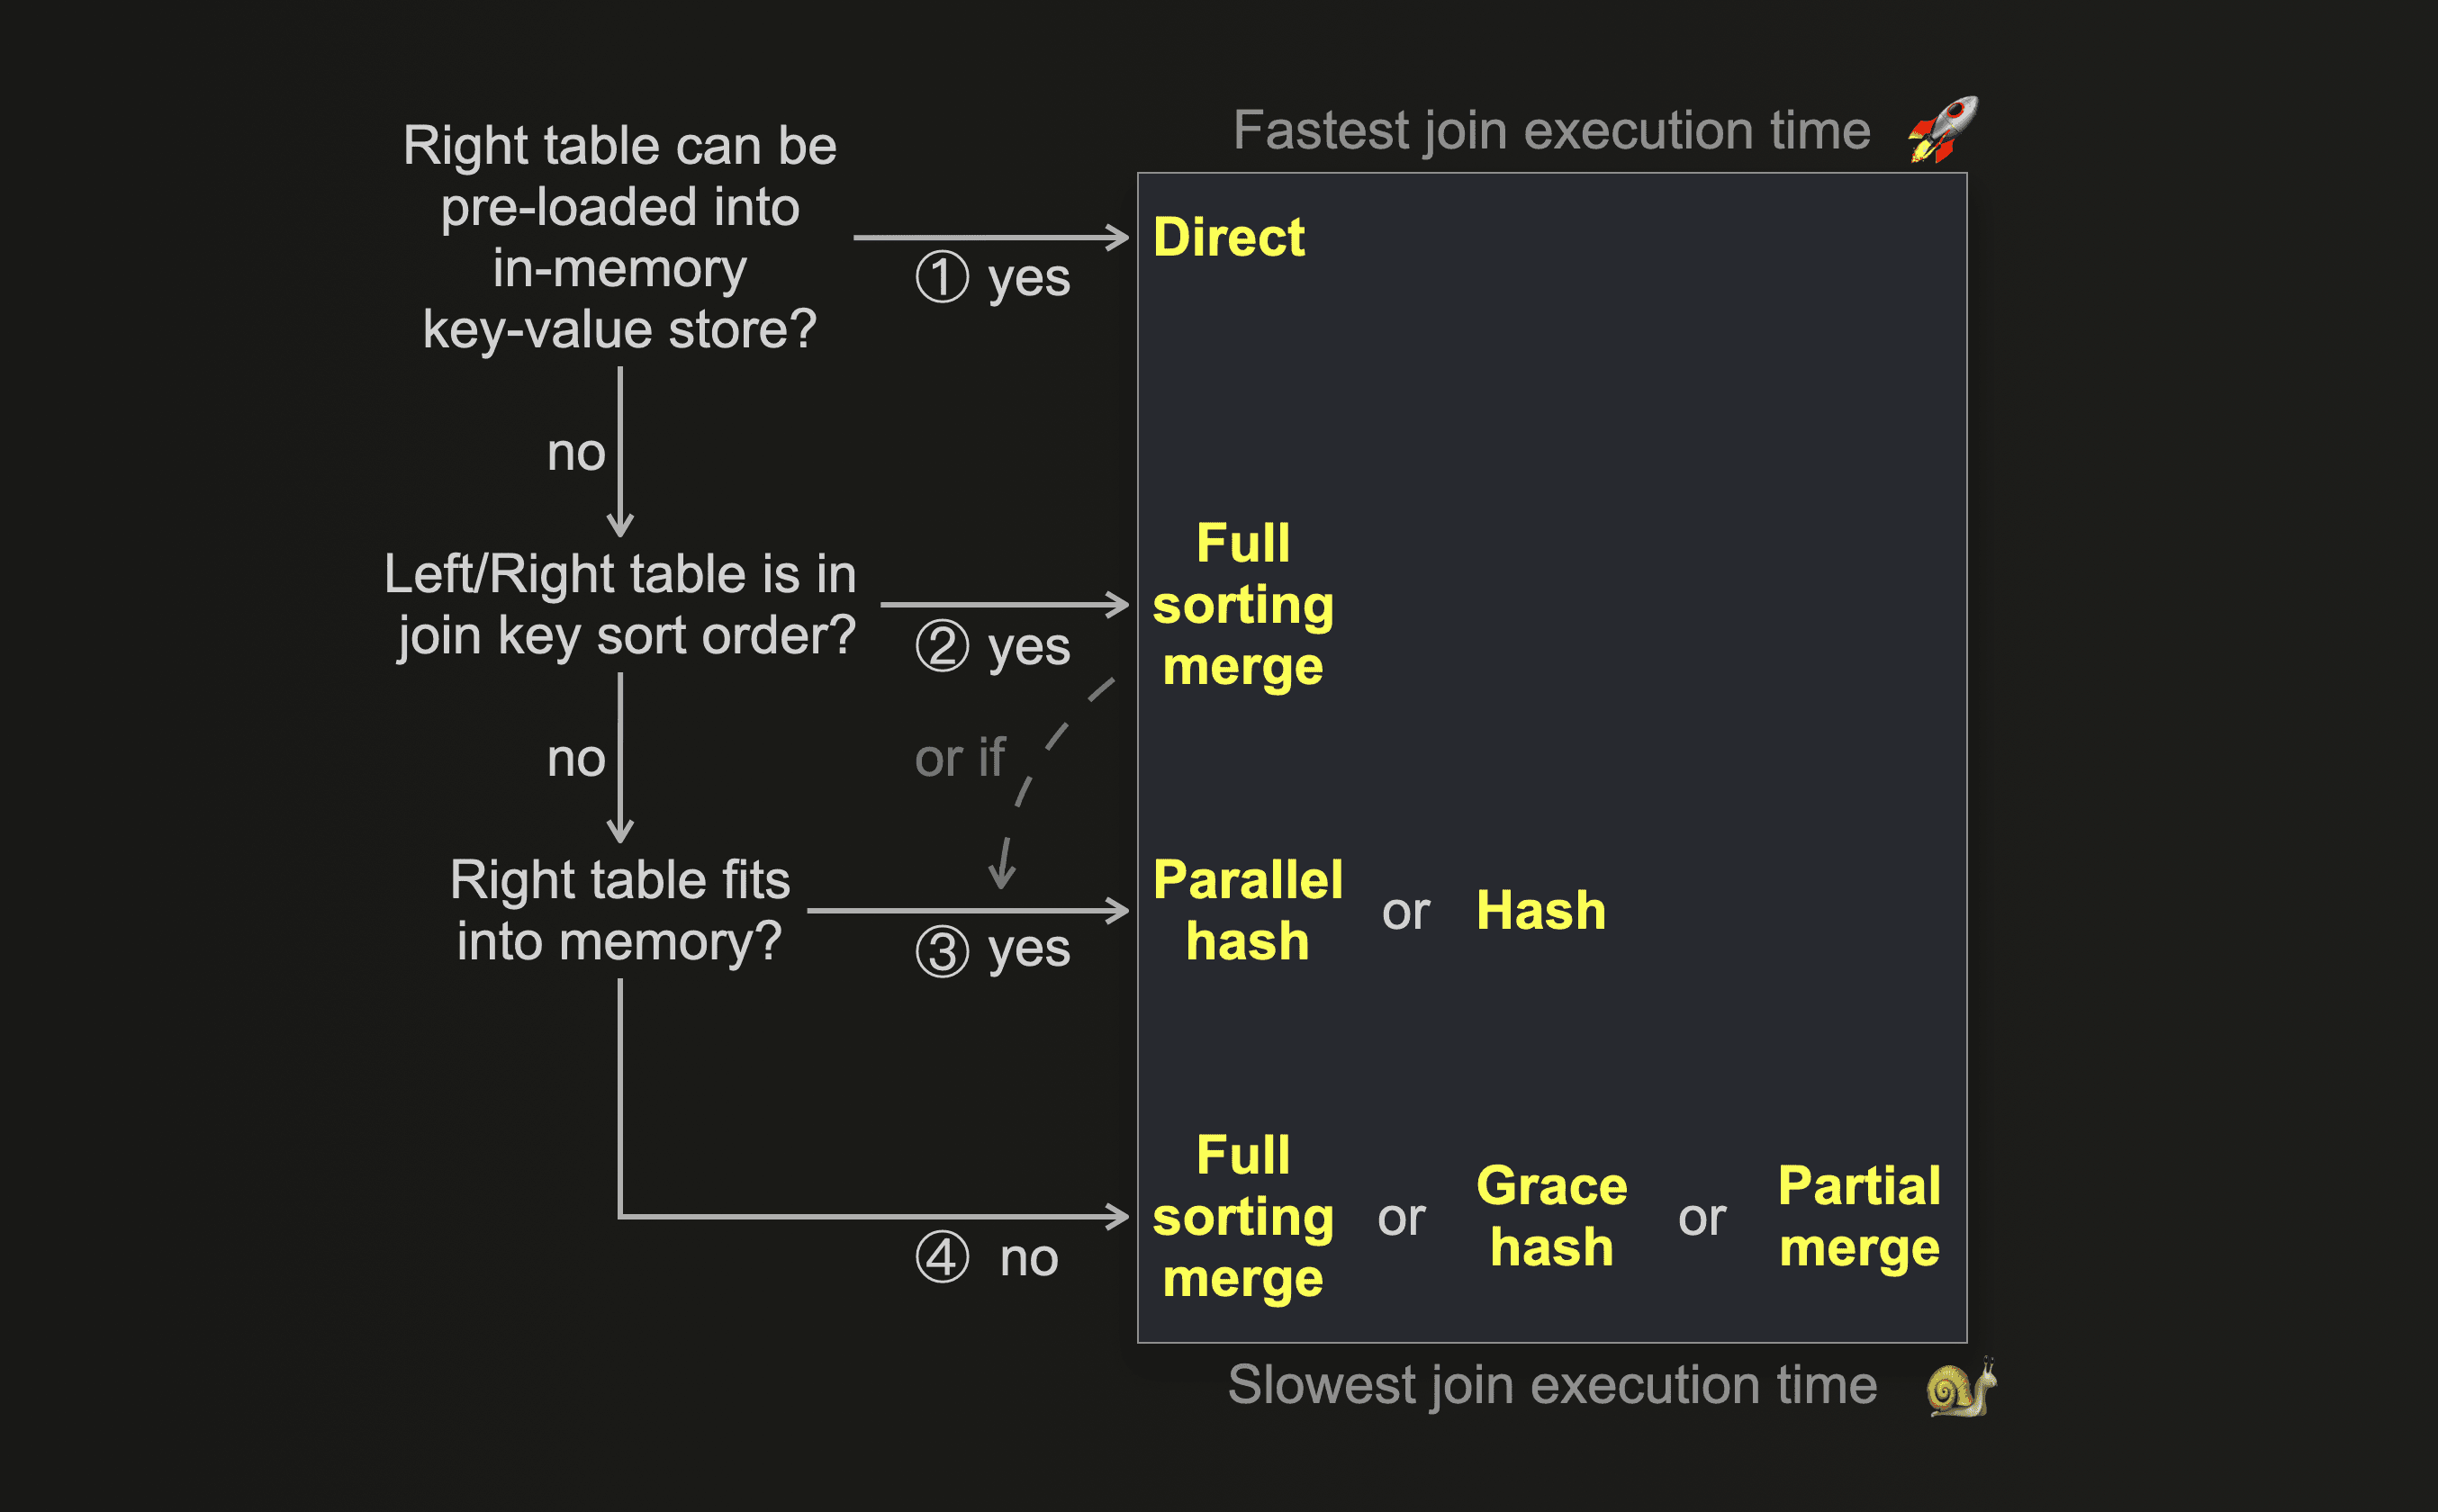 Fastest join execution time
Right table can be
pre-loaded into
in-memory
key-value store?
① yes
Direct
no
Left/Right table is in
join key sort order?
② yes
Full
sorting
merge
no
or if
Right table fits
into memory?
③ yes
Parallel
hash
or
Hash
④ no
Full
sorting
merge
or
Grace
hash
or
Partial
merge
Slowest join execution time